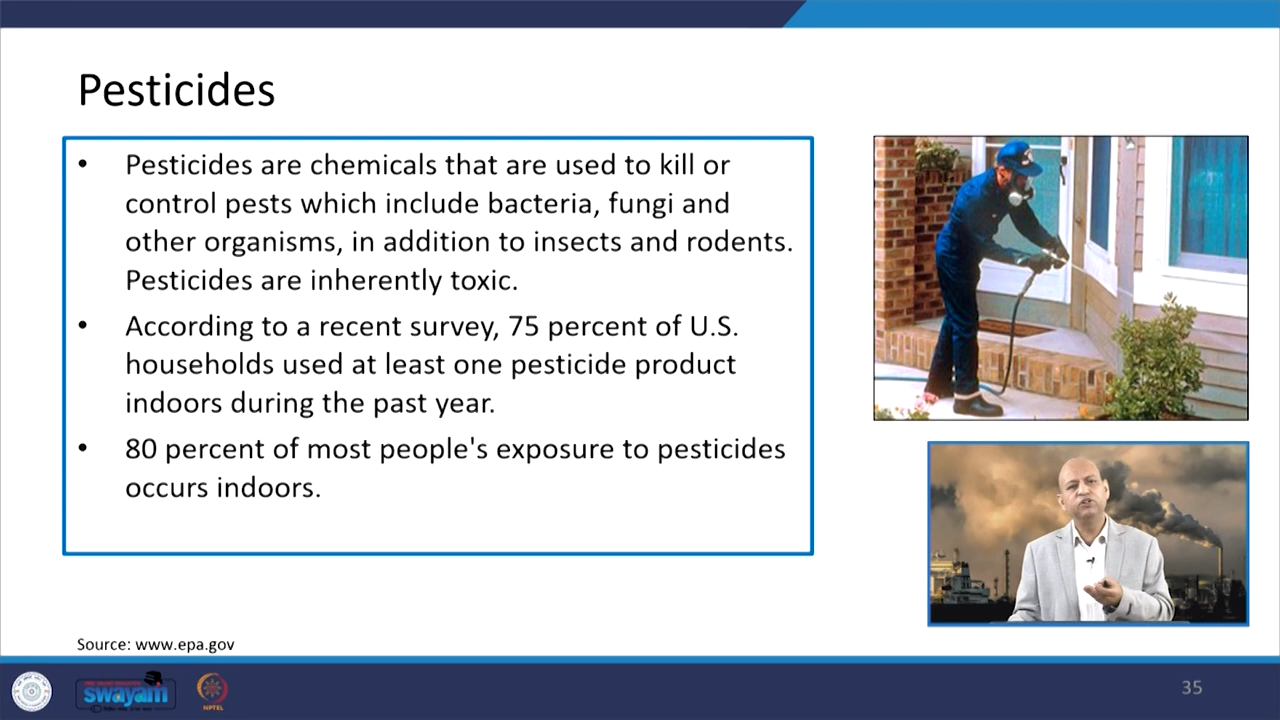 Pesticides
• Pesticides are chemicals that are used to kill or
control pests which include bacteria, fungi and
other organisms, in addition to insects and rodents.
Pesticides are inherently toxic.
• According to a recent survey, 75 percent of U.S.
households used at least one pesticide product
indoors during the past year.
• 80 percent of most people's exposure to pesticides
occurs indoors.
Source: www.epa.gov
swayam
NPTEL
35